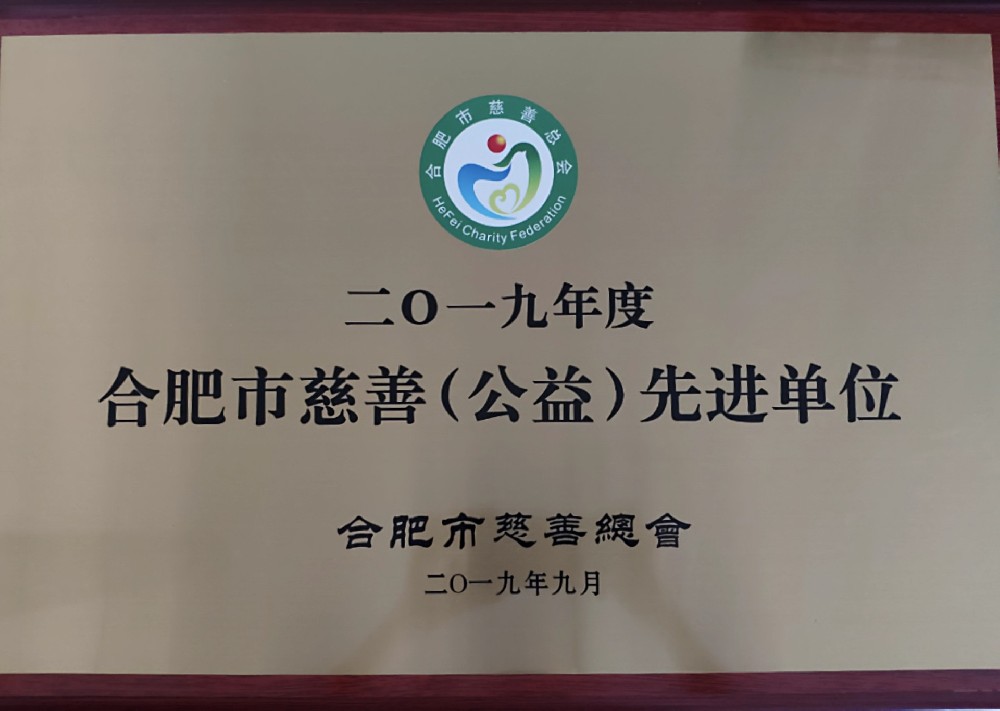 合肥市慈善总会
HeFei Charity Federation
二O一九年度
合肥市慈善(公益)先进单位
合肥市慈善總會
二O一九年九月